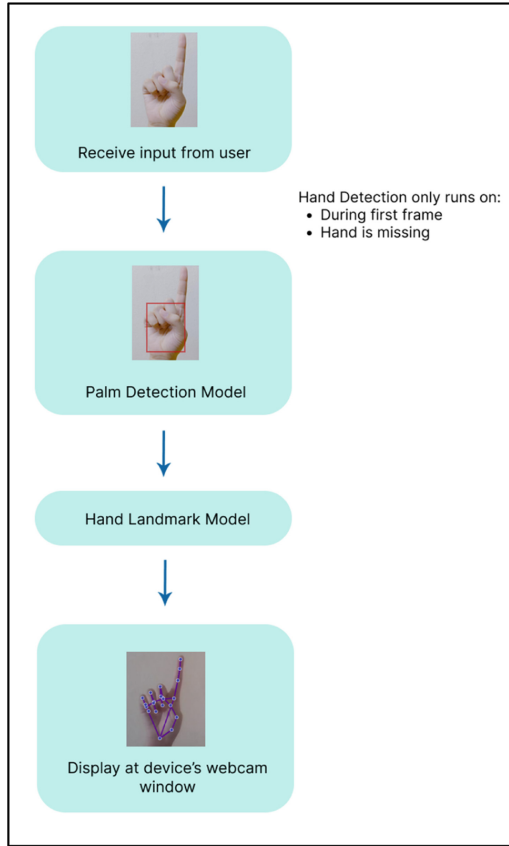 Receive input from user
Hand Detection only runs on:
• During first frame
• Hand is missing
Palm Detection Model
Hand Landmark Model
Display at device's webcam
window